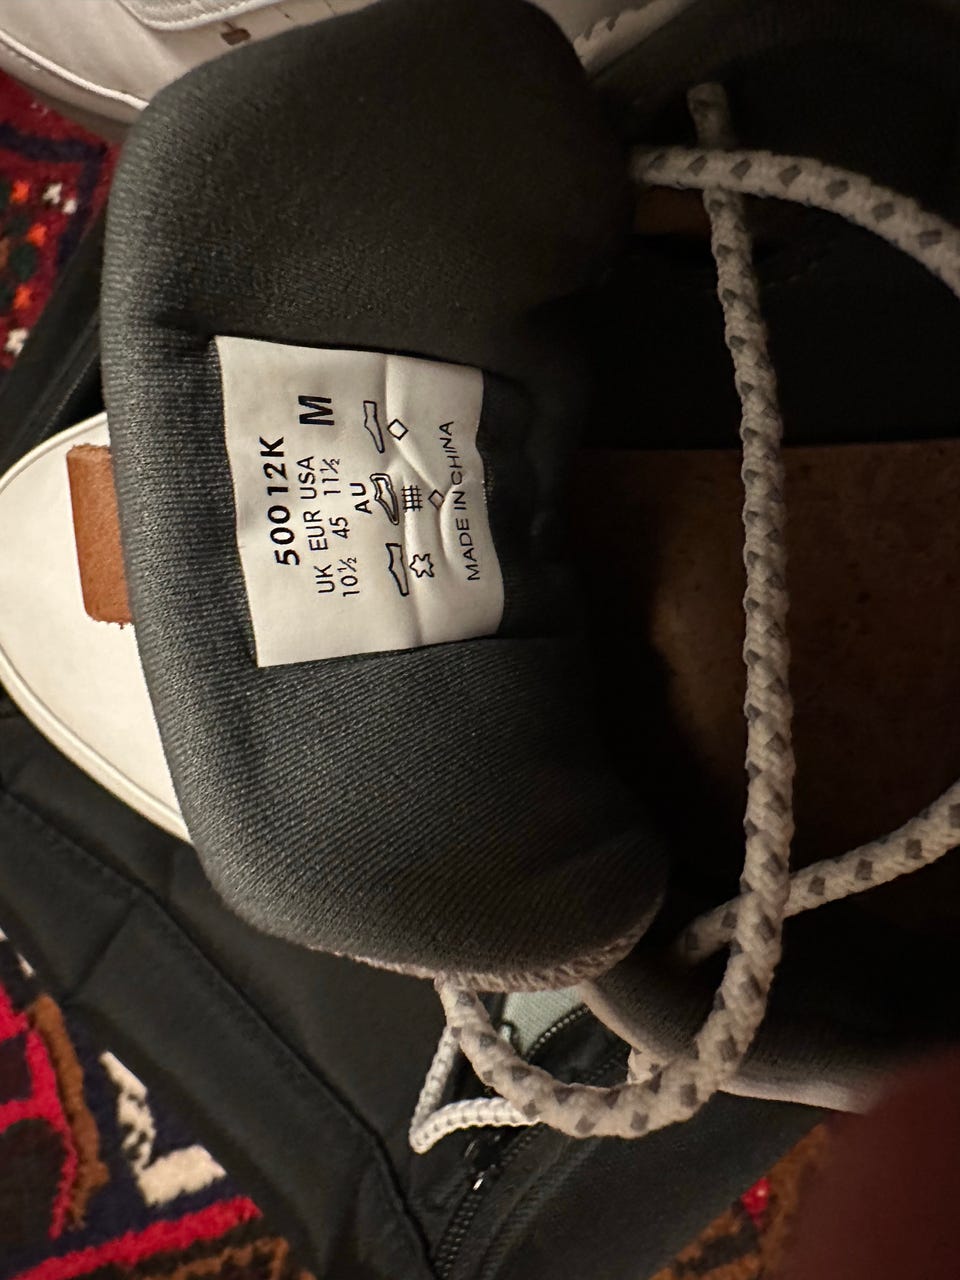 50012K
UK EUR USA M
10½ 45 11½
AU
MADE IN CHINA